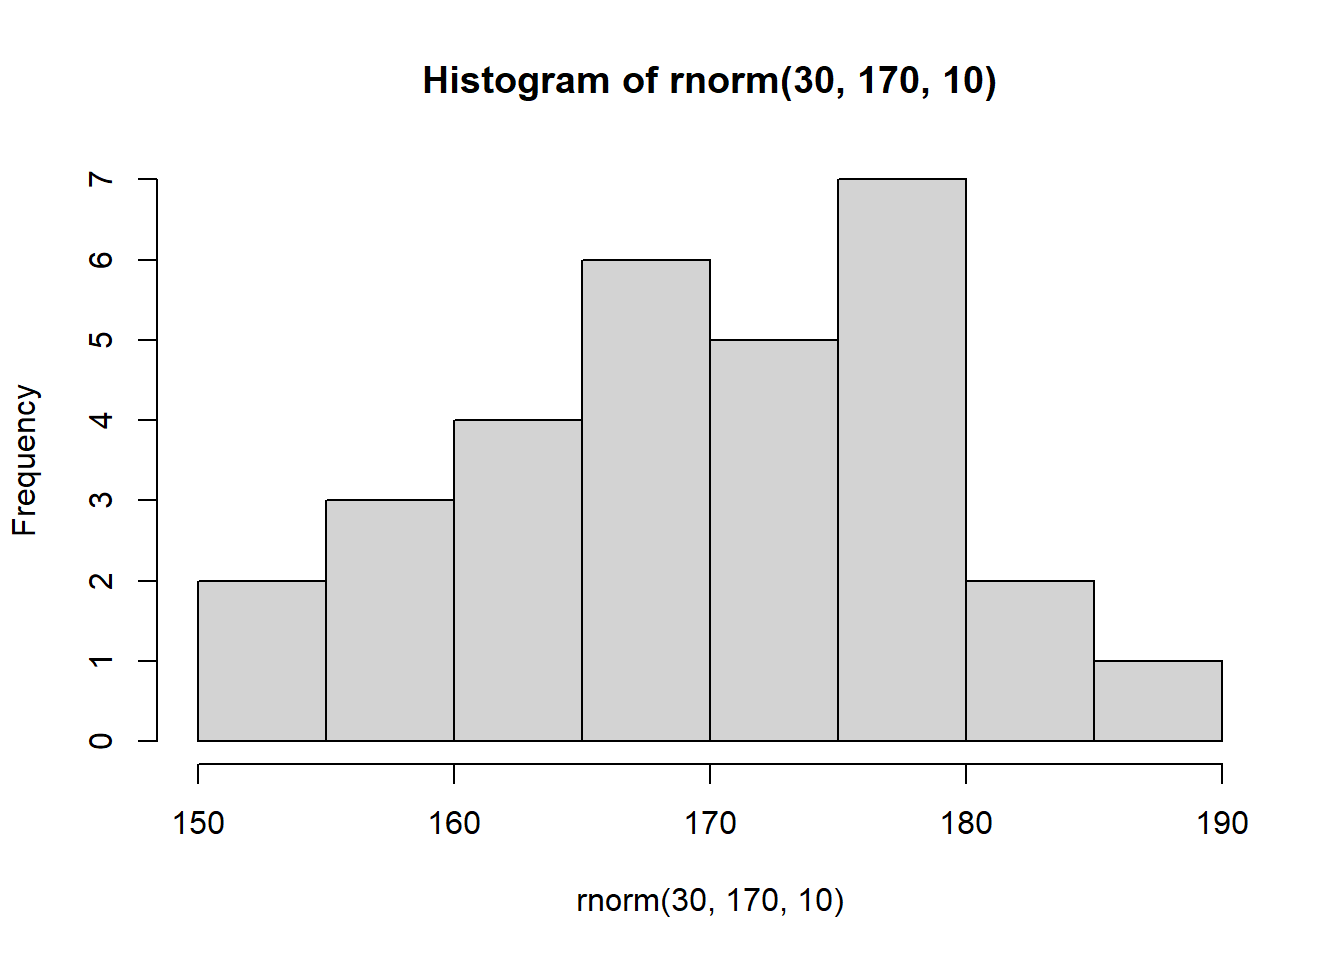 Histogram of rnorm(30, 170, 10)
Frequency
7
6
5
4
3
2
1
0
150 160 170 180 190
rnorm(30, 170, 10)